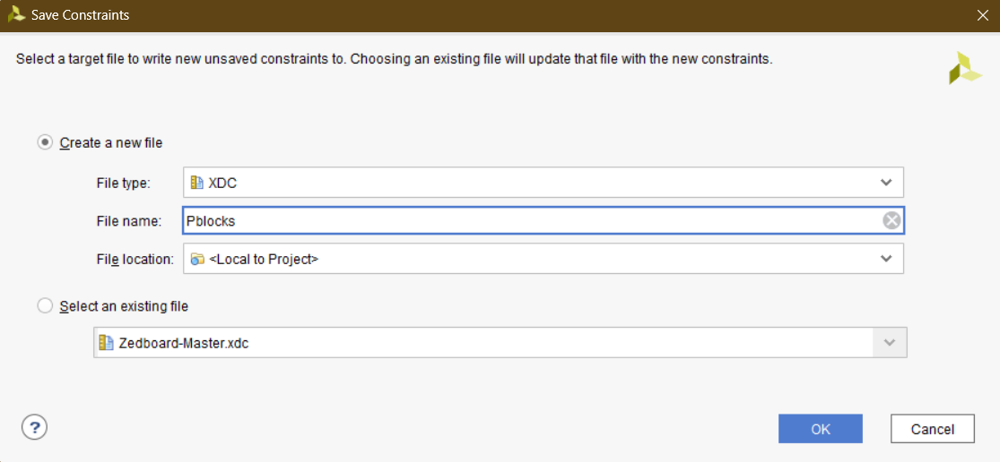 Save Constraints
Select a target file to write new unsaved constraints to. Choosing an existing file will update that file with the new constraints.
Create a new file
File type: XDC
File name: Pblocks
File location: <Local to Project>
Select an existing file
Zedboard-Master.xdc
? OK Cancel